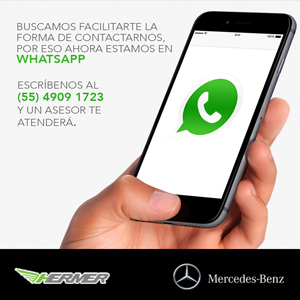 BUSCAMOS FACILITARTE LA
FORMA DE CONTACTARNOS,
POR ESO AHORA ESTAMOS EN
WHATSAPP
ESCRÍBENOS AL
(55) 4909 1723
Y UN ASESOR TE
ATENDERÁ.
HERMER
Mercedes-Benz